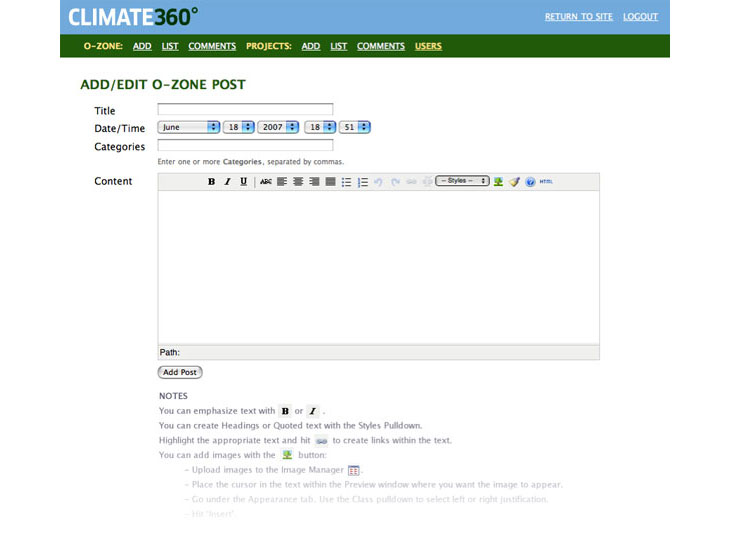 CLIMATE360°
RETURN TO SITE LOGOUT
O-ZONE: ADD LIST COMMENTS PROJECTS: ADD LIST COMMENTS USERS
ADD/EDIT O-ZONE POST
Title
Date/Time June 18 2007 18 51
Categories
Enter one or more Categories, separated by commas.
Content B I U ABC -- Styles -- HTML
Path:
Add Post
NOTES
You can emphasize text with B or I .
You can create Headings or Quoted text with the Styles Pulldown.
Highlight the appropriate text and hit to create links within the text.
You can add images with the button:
– Upload images to the Image Manager .
– Place the cursor in the text within the Preview window where you want the image to appear.
– Go under the Appearance tab. Use the Class pulldown to select left or right justification.
– Hit 'Insert'.